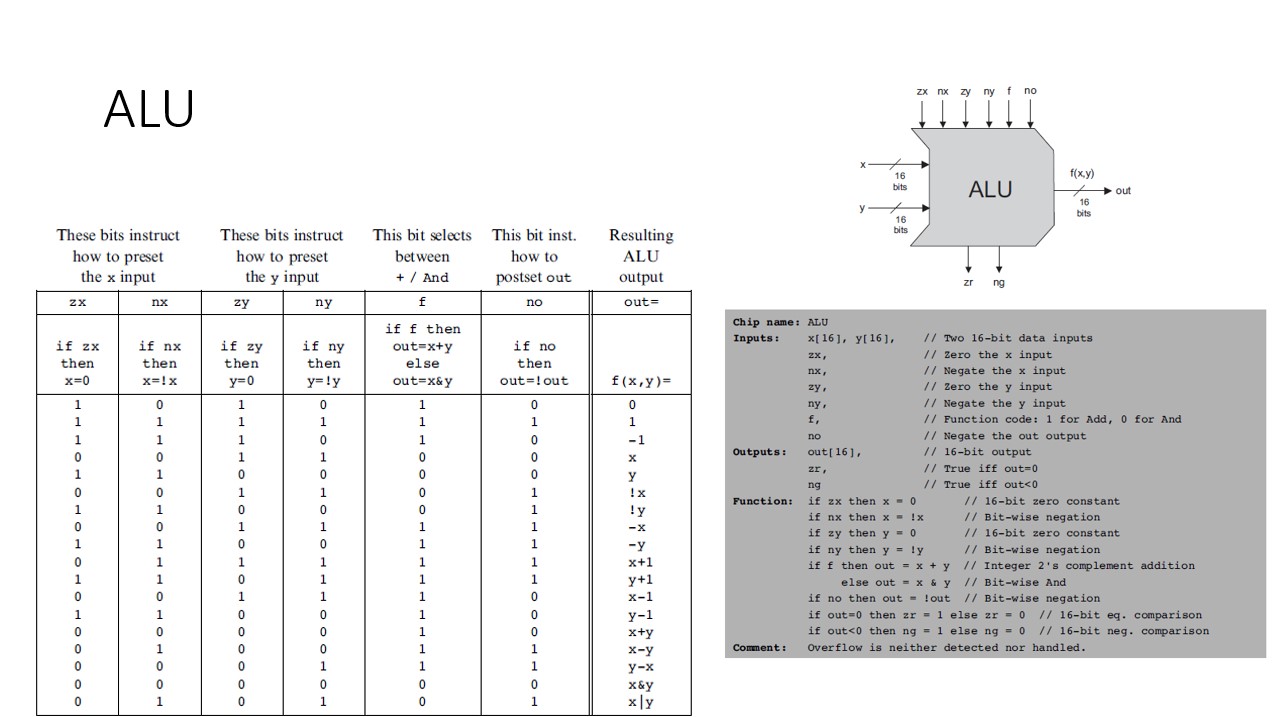 ALU
These bits instruct how to preset the x input
These bits instruct how to preset the y input
This bit selects between + / And
This bit inst. how to postset out
Resulting ALU output
zx nx zy ny f no out=
if zx then x=0
if nx then x=!x
if zy then y=0
if ny then y=!y
if f then out=x+y else out=x&y
if no then out=!out
f(x,y)=
1 0 1 0 1 0 0
1 1 1 1 1 1 1
1 1 1 0 1 0 -1
0 0 1 1 0 0 x
1 1 0 0 0 0 y
0 0 1 1 0 1 !x
1 1 0 0 0 1 !y
0 0 1 1 1 1 -x
1 1 0 0 1 1 -y
0 1 1 1 1 1 x+1
1 1 0 1 1 1 y+1
0 0 1 1 1 0 x-1
1 1 0 0 1 0 y-1
0 0 0 0 1 0 x+y
0 1 0 0 1 1 x-y
0 0 0 1 1 1 y-x
0 0 0 0 0 0 x&y
0 1 0 1 0 1 x|y
zx nx zy ny f no
x
16 bits
y
16 bits
ALU
f(x,y)
16 bits
out
zr ng
Chip name: ALU
Inputs: x[16], y[16], // Two 16-bit data inputs
zx, // Zero the x input
nx, // Negate the x input
zy, // Zero the y input
ny, // Negate the y input
f, // Function code: 1 for Add, 0 for And
no // Negate the out output
Outputs: out[16], // 16-bit output
zr, // True iff out=0
ng // True iff out<0
Function: if zx then x = 0 // 16-bit zero constant
if nx then x = !x // Bit-wise negation
if zy then y = 0 // 16-bit zero constant
if ny then y = !y // Bit-wise negation
if f then out = x + y // Integer 2's complement addition
else out = x & y // Bit-wise And
if no then out = !out // Bit-wise negation
if out=0 then zr = 1 else zr = 0 // 16-bit eq. comparison
if out<0 then ng = 1 else ng = 0 // 16-bit neg. comparison
Comment: Overflow is neither detected nor handled.